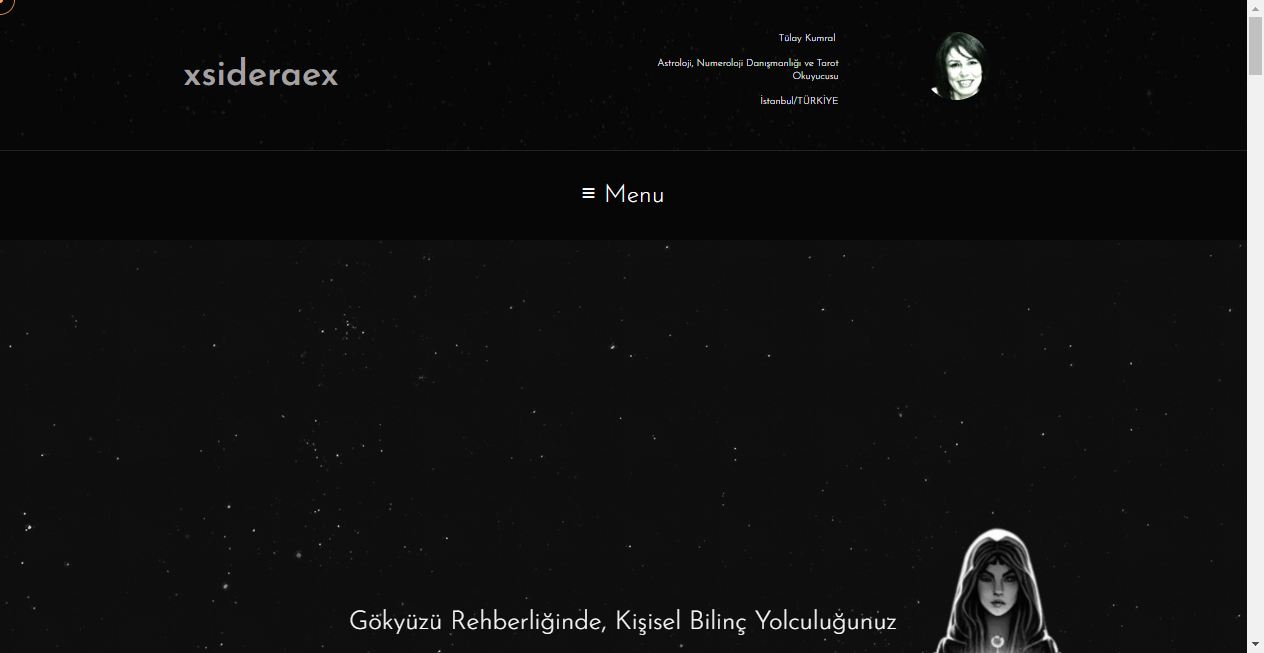 xsideraex
Tülay Kumral
Astroloji, Numeroloji Danışmanlığı ve Tarot
Okuyucusu
İstanbul/TÜRKİYE
≡ Menu
Gökyüzü Rehberliğinde, Kişisel Bilinç Yolculuğunuz